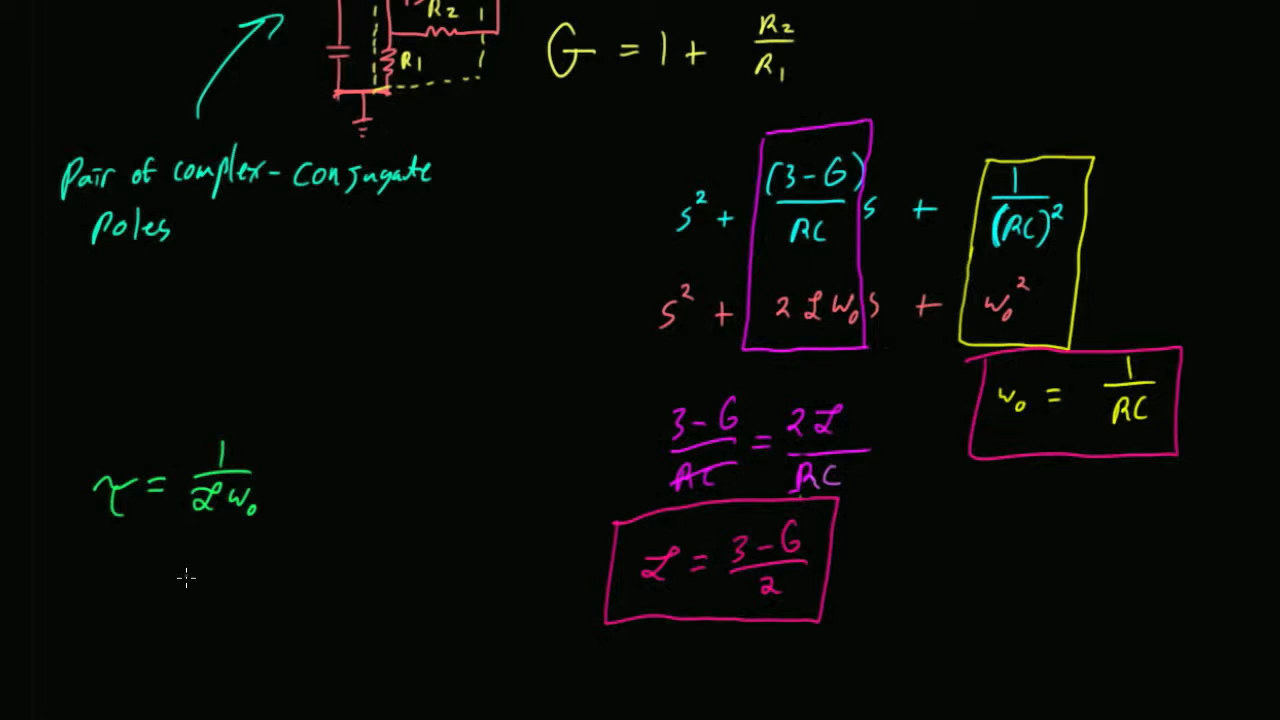 R₂
R₁
G = 1 + R₂/R₁
Pair of complex-conjugate
Poles
s² + (3-G)/RC s + 1/(RC)²
s² + 2ζω₀s + ω₀²
ω₀ = 1/RC
(3-G)/RC = 2ζ/RC
ζ = (3-G)/2
τ = 1/(ζω₀)